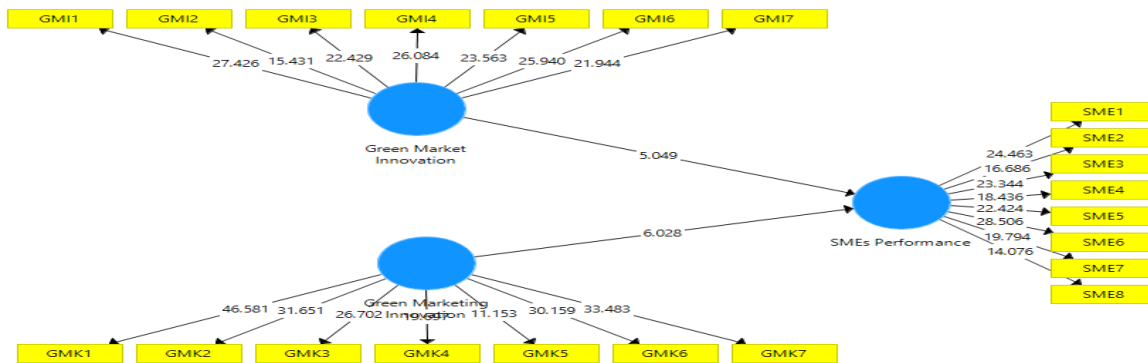 GMI1 GMI2 GMI3 GMI4 GMI5 GMI6 GMI7
27.426 15.431 22.429 26.084 23.563 25.940 21.944
Green Market
Innovation
5.049
SME1
SME2
SME3
SME4
SME5
SME6
SME7
SME8
24.463
16.686
23.344
18.436
22.424
28.506
19.794
14.076
SMEs Performance
6.028
Green Marketing
Innovation
46.581 31.651 26.702 11.153 30.159 33.483
GMK1 GMK2 GMK3 GMK4 GMK5 GMK6 GMK7